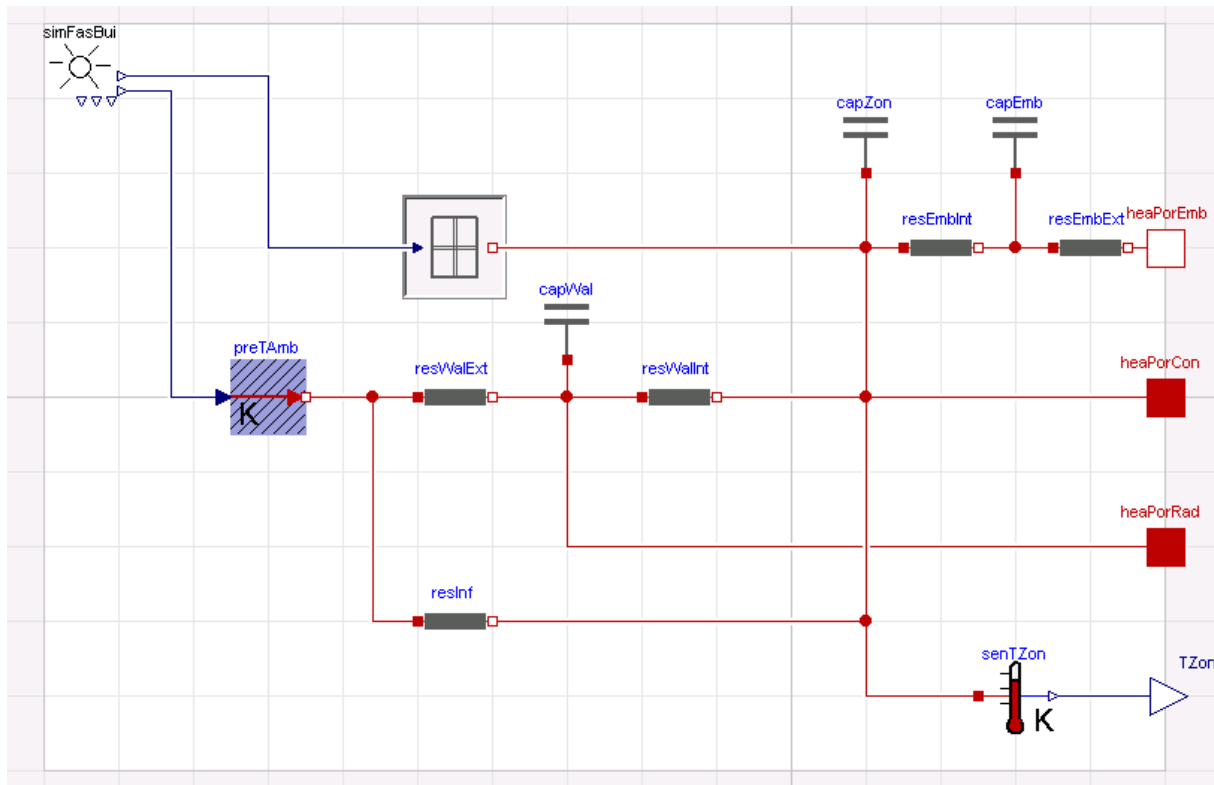 simFasBui
capZon
capEmb
resEmbInt
resEmbExt
heaPorEmb
capWal
preTAmb
K
resWalExt
resWalInt
heaPorCon
heaPorRad
resInf
senTZon
K
TZon